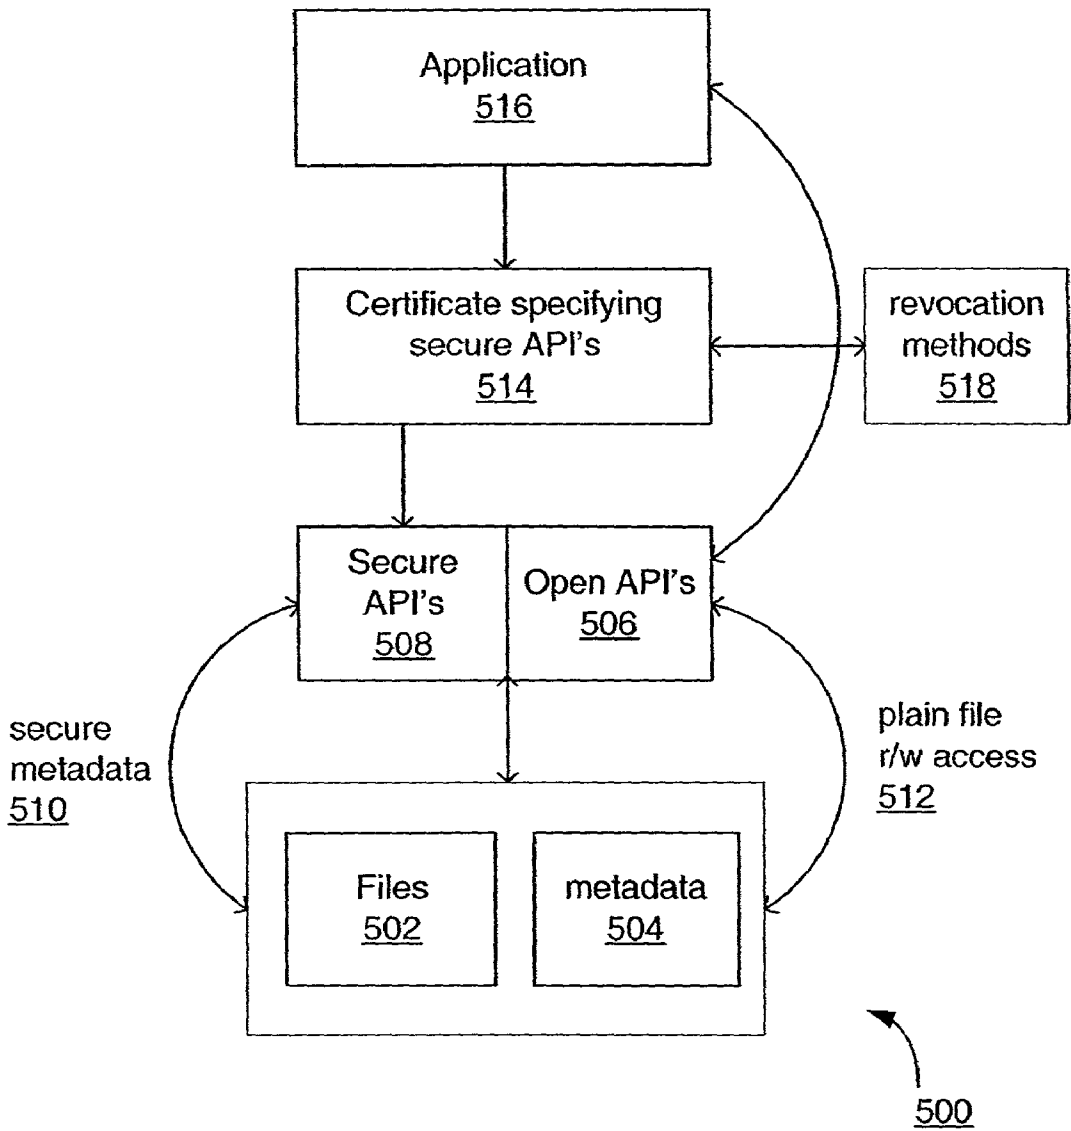 Application
516
Certificate specifying
secure API's
514
revocation
methods
518
Secure
API's
508
Open API's
506
secure
metadata
510
plain file
r/w access
512
Files
502
metadata
504
500